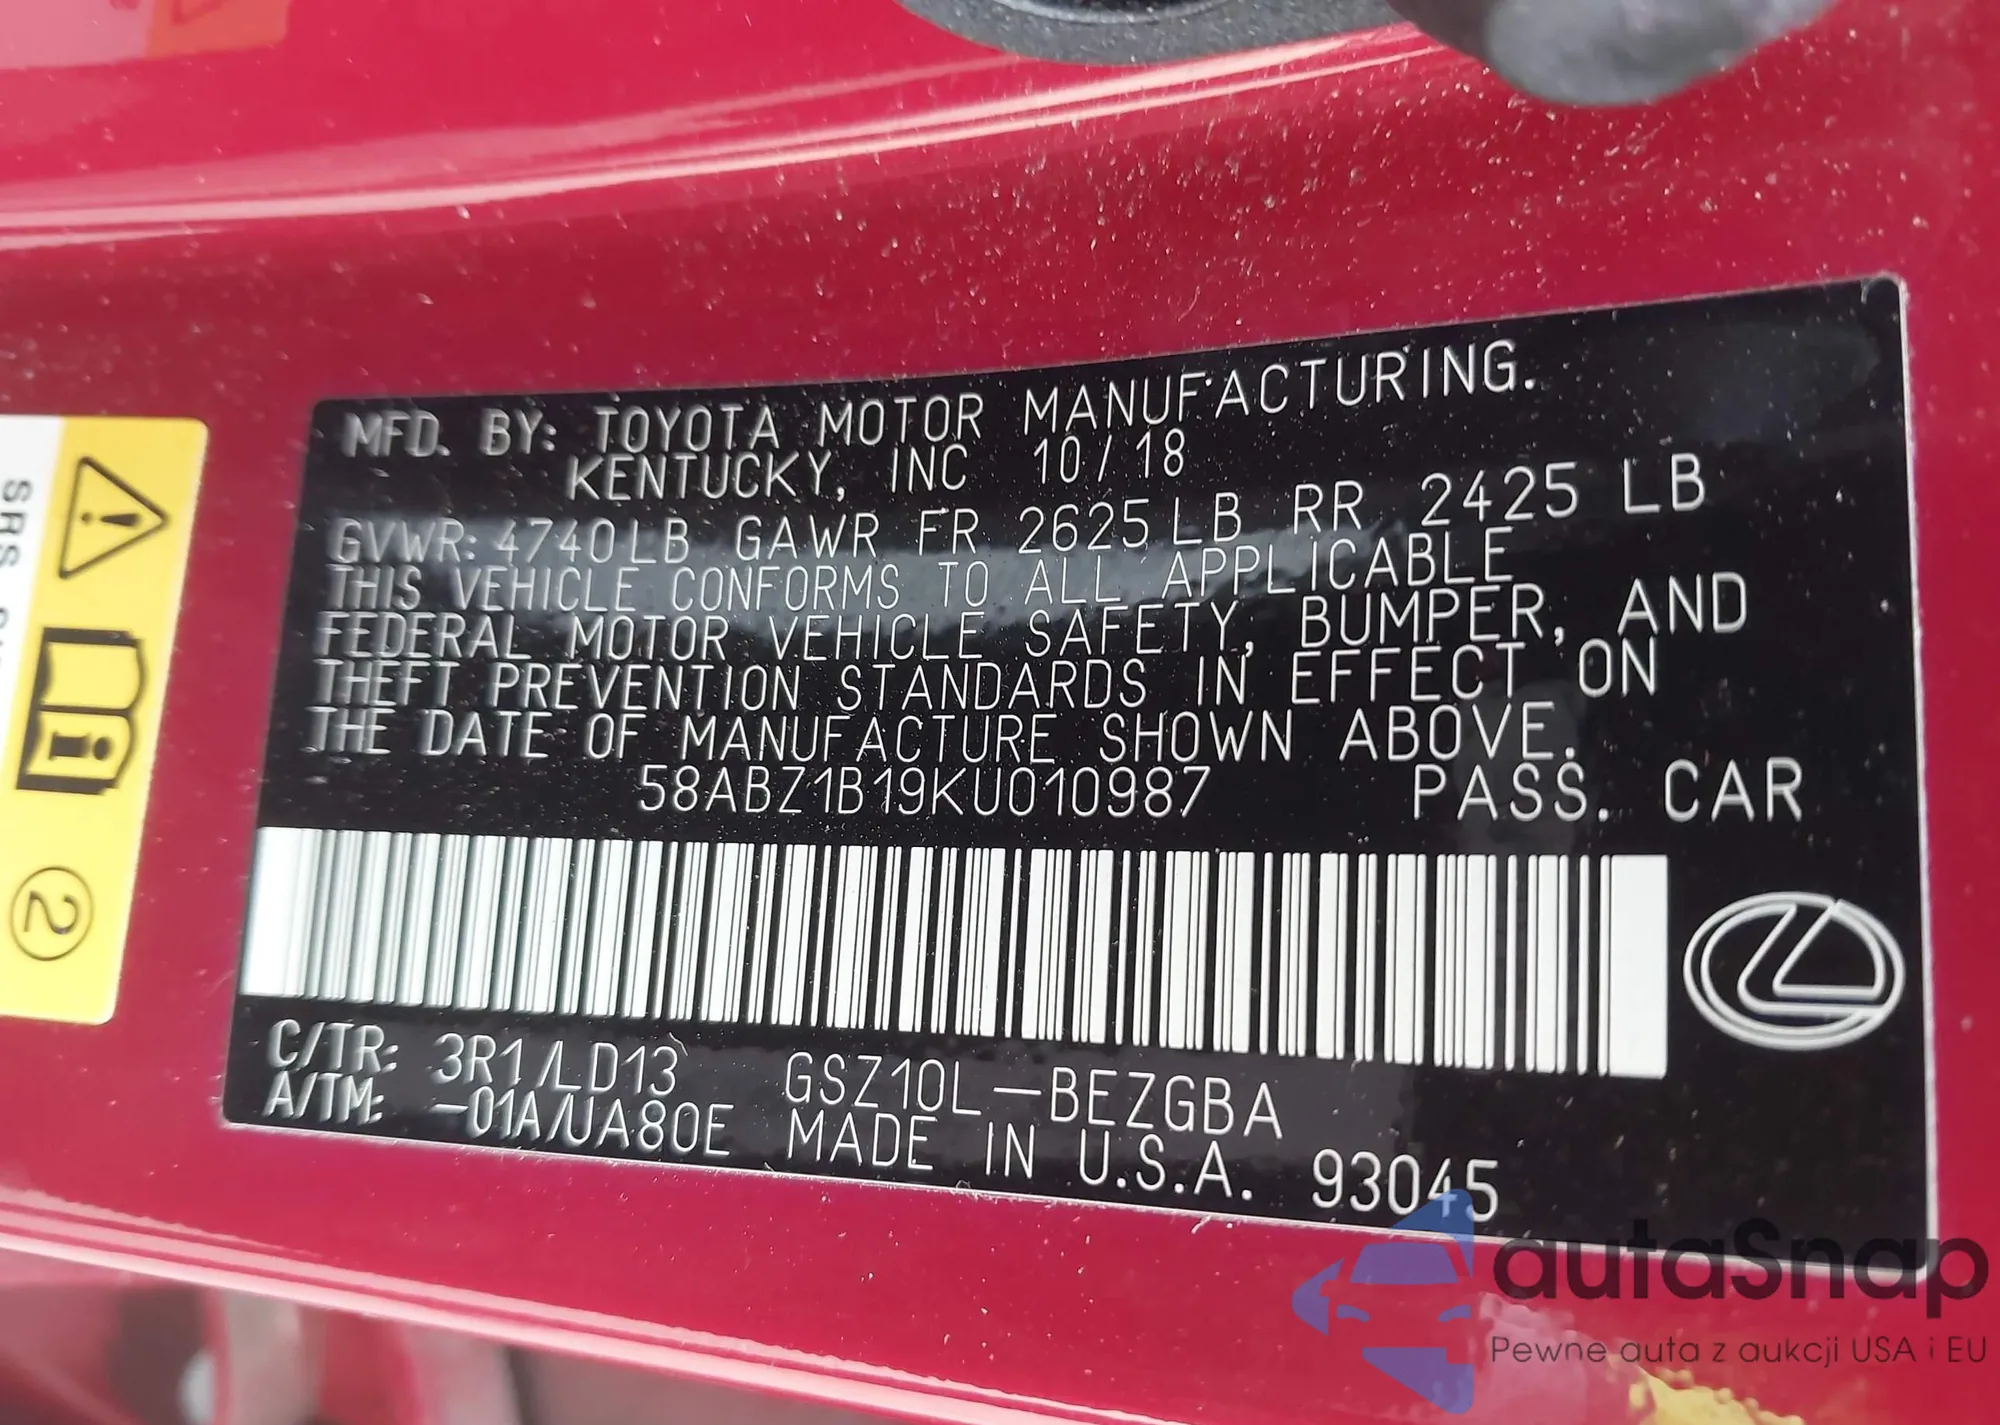 MFD. BY: TOYOTA MOTOR MANUFACTURING.
KENTUCKY, INC 10/18
GVWR: 4740LB GAWR FR 2625LB RR 2425 LB
THIS VEHICLE CONFORMS TO ALL APPLICABLE
FEDERAL MOTOR VEHICLE SAFETY, BUMPER, AND
THEFT PREVENTION STANDARDS IN EFFECT ON
THE DATE OF MANUFACTURE SHOWN ABOVE.
58ABZ1B19KU010987 PASS. CAR
C/TR: 3R1/LD13 GSZ10L-BEZGBA
A/TM: -01A/UA80E MADE IN U.S.A. 93045
SRS
2
autaSnap
Pewne auta z aukcji USA i EU